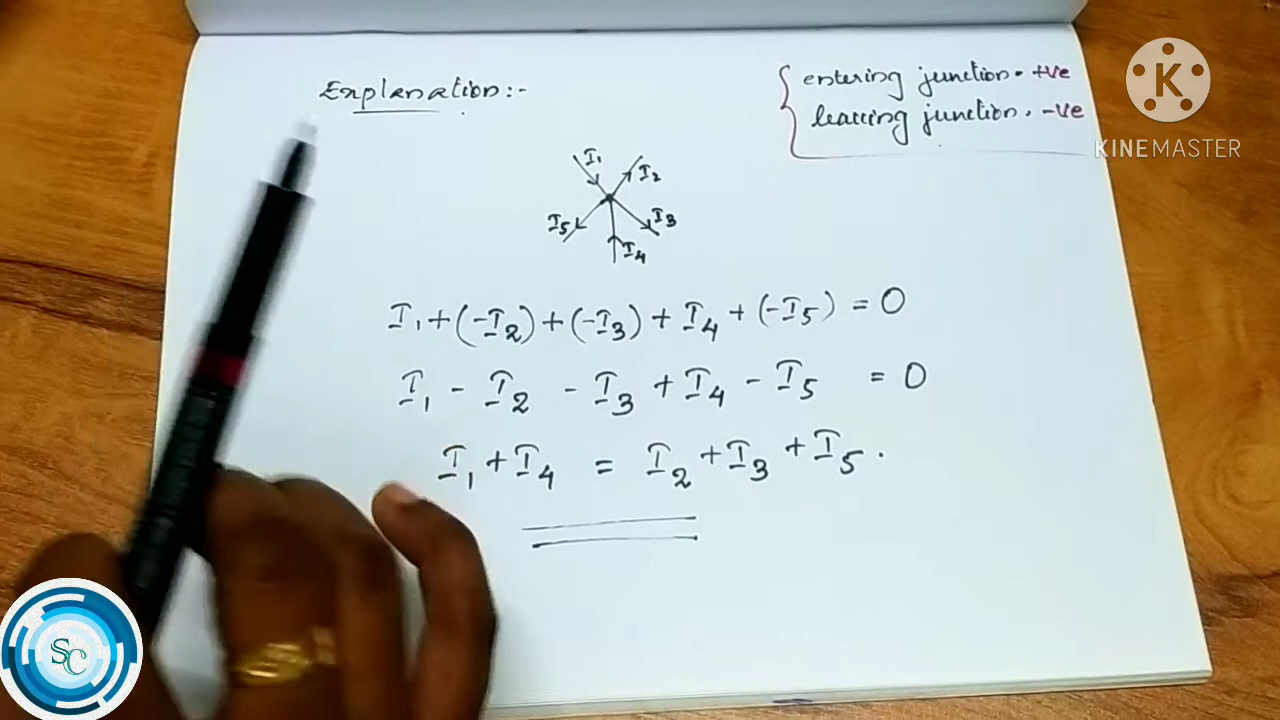 Explanation:-
entering junction - +ve
leaving junction - -ve
I1
I2
I5
I3
I4
I1 + (-I2) + (-I3) + I4 + (-I5) = 0
I1 - I2 - I3 + I4 - I5 = 0
I1 + I4 = I2 + I3 + I5.
K
KINEMASTER
SC